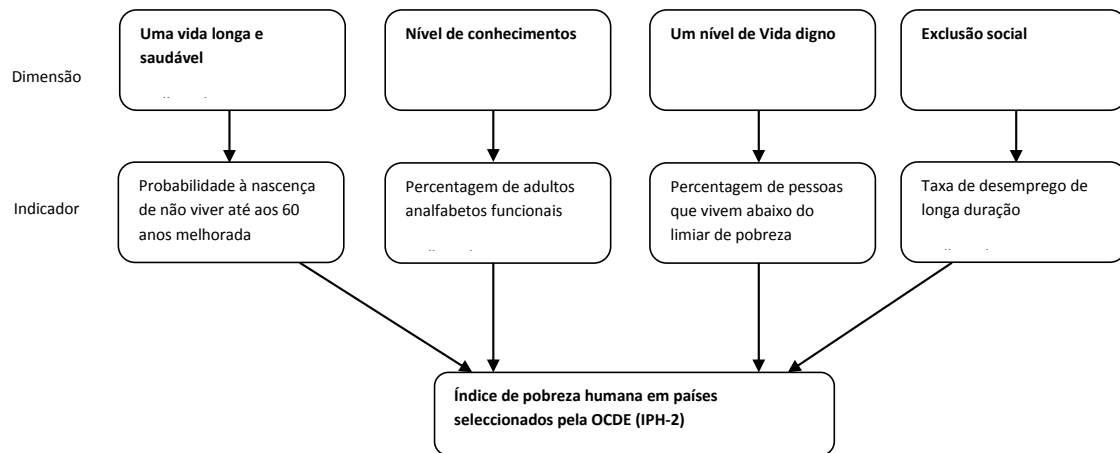 Uma vida longa e
saudável
Nível de conhecimentos
Um nível de Vida digno
Exclusão social
Dimensão
Indicador
Probabilidade à nascença
de não viver até aos 60
anos melhorada
Percentagem de adultos
analfabetos funcionais
Percentagem de pessoas
que vivem abaixo do
limiar de pobreza
Taxa de desemprego de
longa duração
Índice de pobreza humana em países
seleccionados pela OCDE (IPH-2)